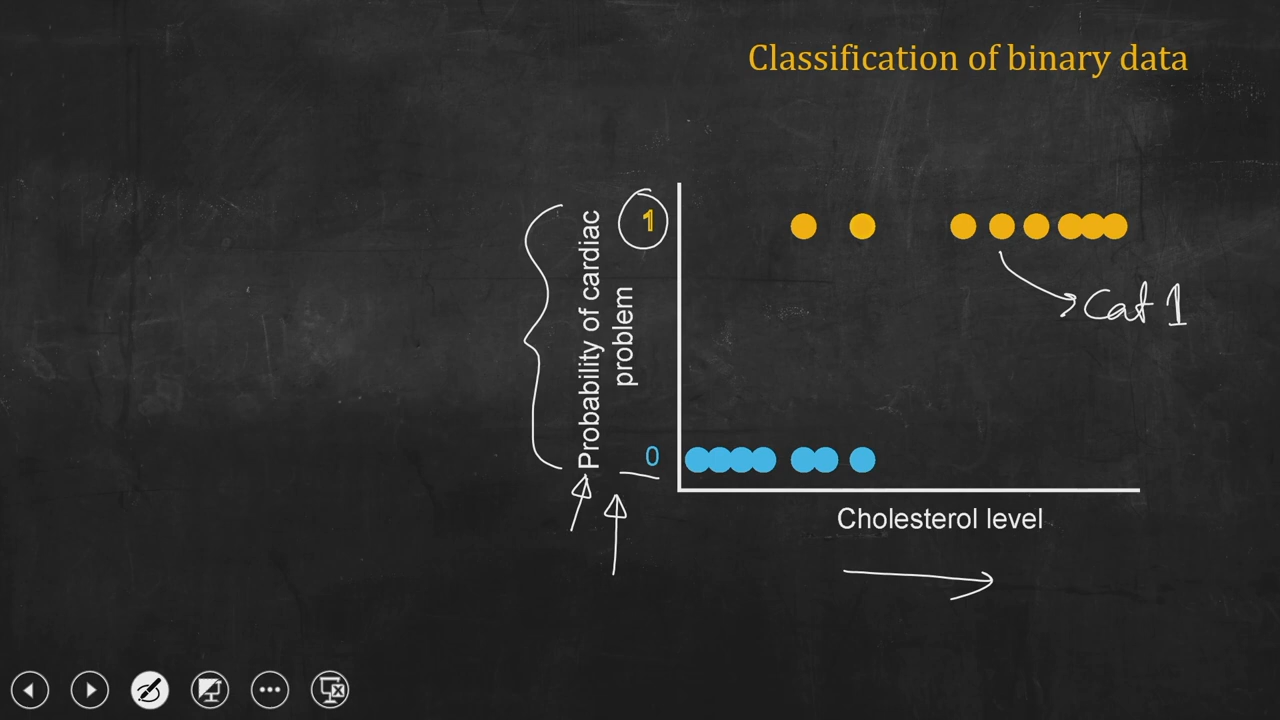 Classification of binary data
Probability of cardiac
problem
1
0
Cat 1
Cholesterol level